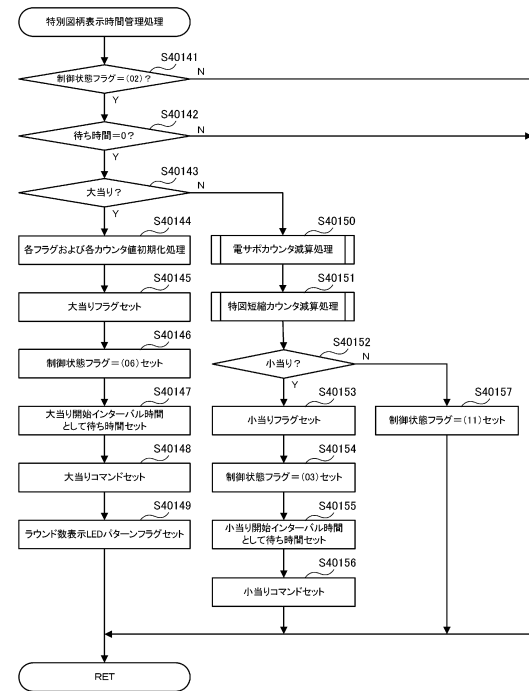 特別図柄表示時間管理処理
S40141
制御状態フラグ=(02)?
N
Y
S40142
待ち時間=0?
N
Y
S40143
大当り?
N
Y
S40144
各フラグおよび各カウンタ値初期化処理
S40145
大当りフラグセット
S40146
制御状態フラグ=(06)セット
S40147
大当り開始インターバル時間
として待ち時間セット
S40148
大当りコマンドセット
S40149
ラウンド数表示LEDパターンフラグセット
S40150
電サポカウンタ減算処理
S40151
特図短縮カウンタ減算処理
S40152
小当り?
N
Y
S40153
小当りフラグセット
S40154
制御状態フラグ=(03)セット
S40155
小当り開始インターバル時間
として待ち時間セット
S40156
小当りコマンドセット
S40157
制御状態フラグ=(11)セット
RET